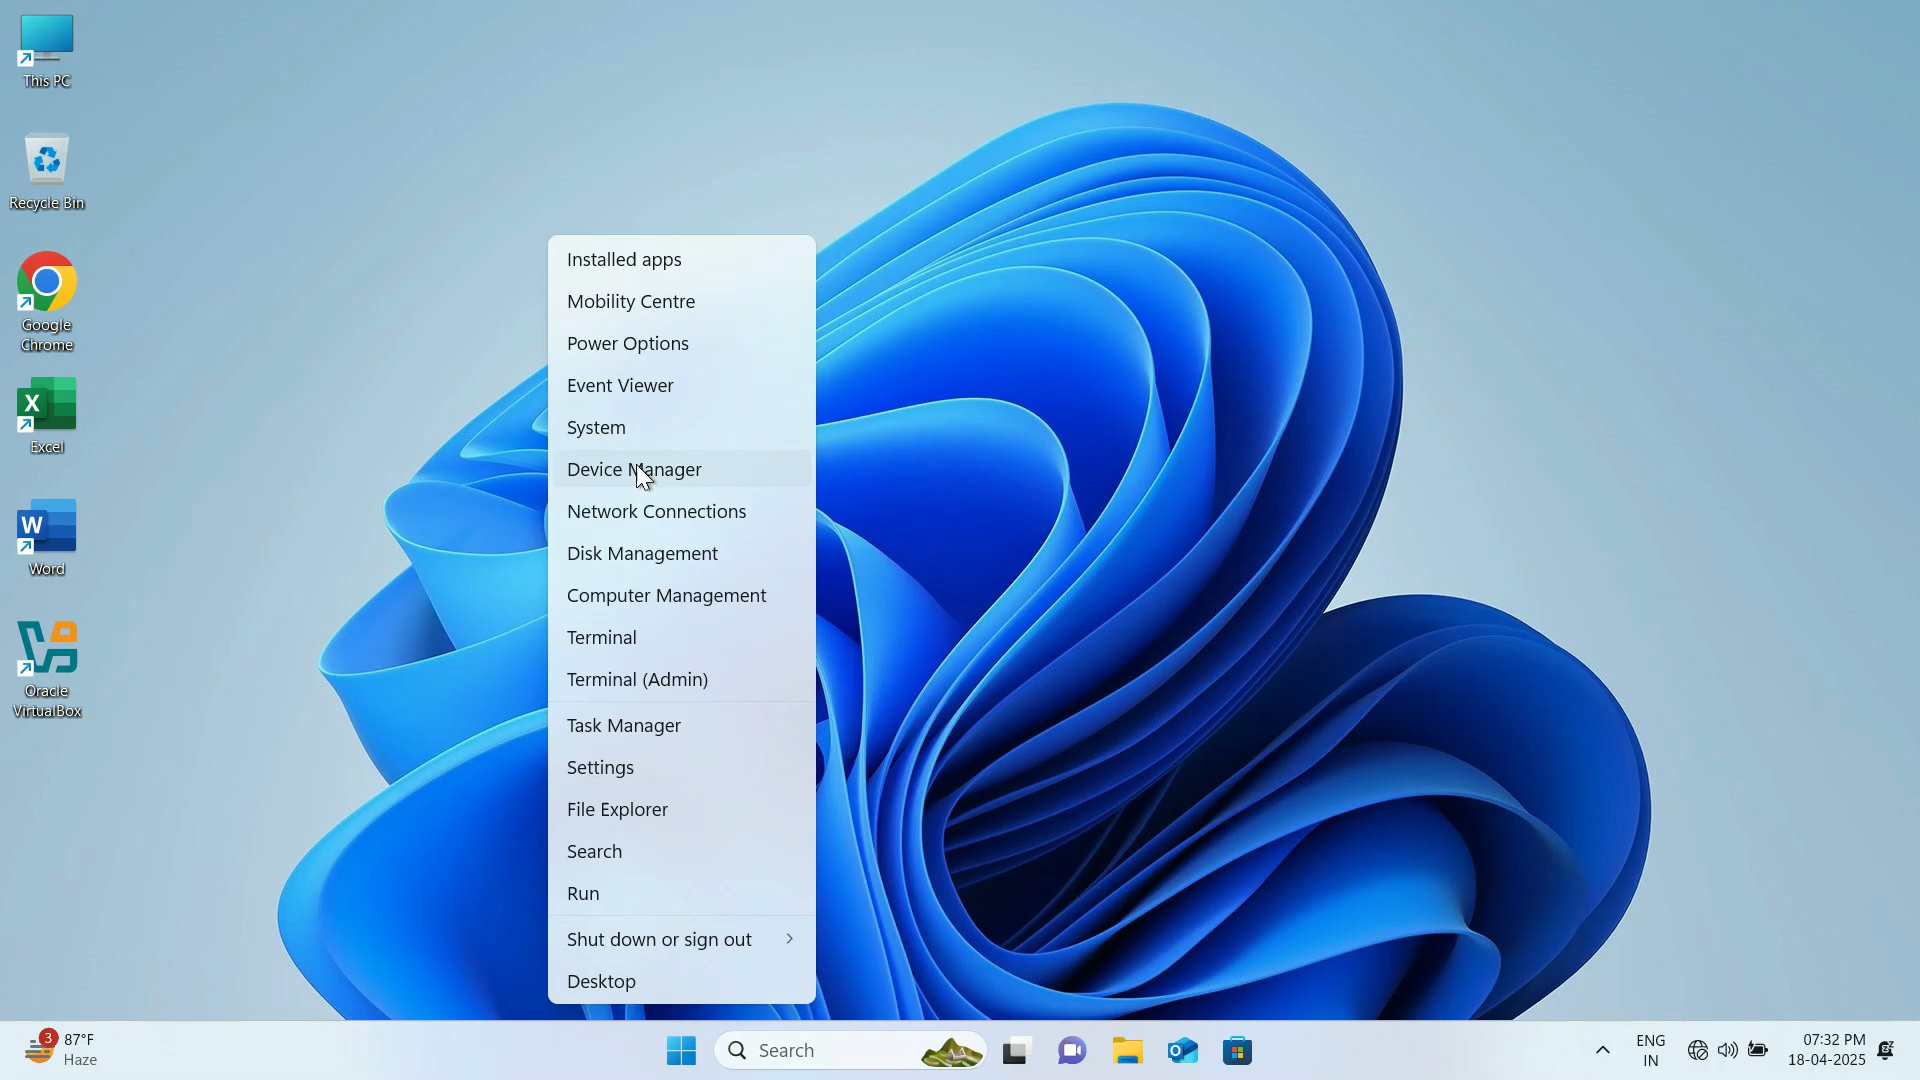 This PC
Recycle Bin
Google
Chrome
Excel
Word
Oracle
VirtualBox
Installed apps
Mobility Centre
Power Options
Event Viewer
System
Device Manager
Network Connections
Disk Management
Computer Management
Terminal
Terminal (Admin)
Task Manager
Settings
File Explorer
Search
Run
Shut down or sign out
Desktop
3
87°F
Haze
Search
ENG
IN
07:32 PM
18-04-2025